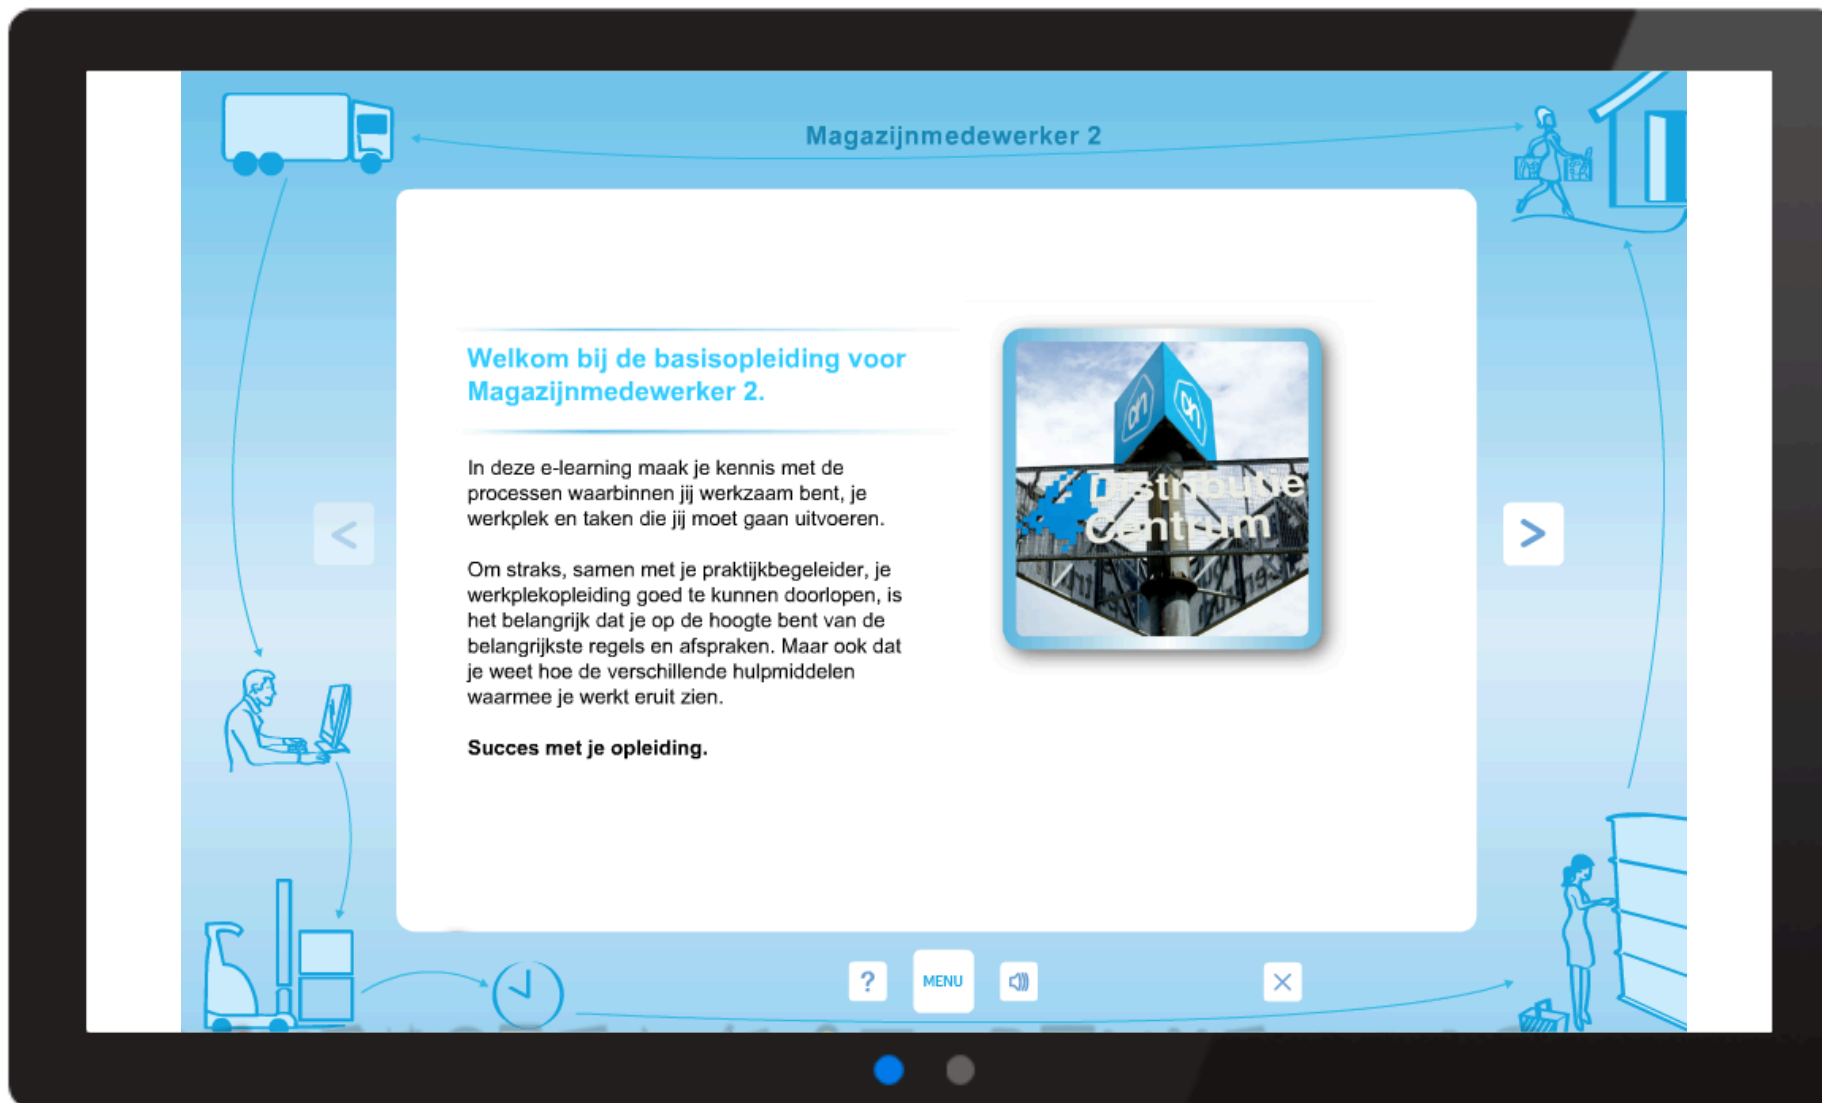 Magazijnmedewerker 2
Welkom bij de basisopleiding voor
Magazijnmedewerker 2.
In deze e-learning maak je kennis met de
processen waarbinnen jij werkzaam bent, je
werkplek en taken die jij moet gaan uitvoeren.
Om straks, samen met je praktijkbegeleider, je
werkplekopleiding goed te kunnen doorlopen, is
het belangrijk dat je op de hoogte bent van de
belangrijkste regels en afspraken. Maar ook dat
je weet hoe de verschillende hulpmiddelen
waarmee je werkt eruit zien.
Succes met je opleiding.
ah ah
Distributie
Centrum
<
>
?
MENU